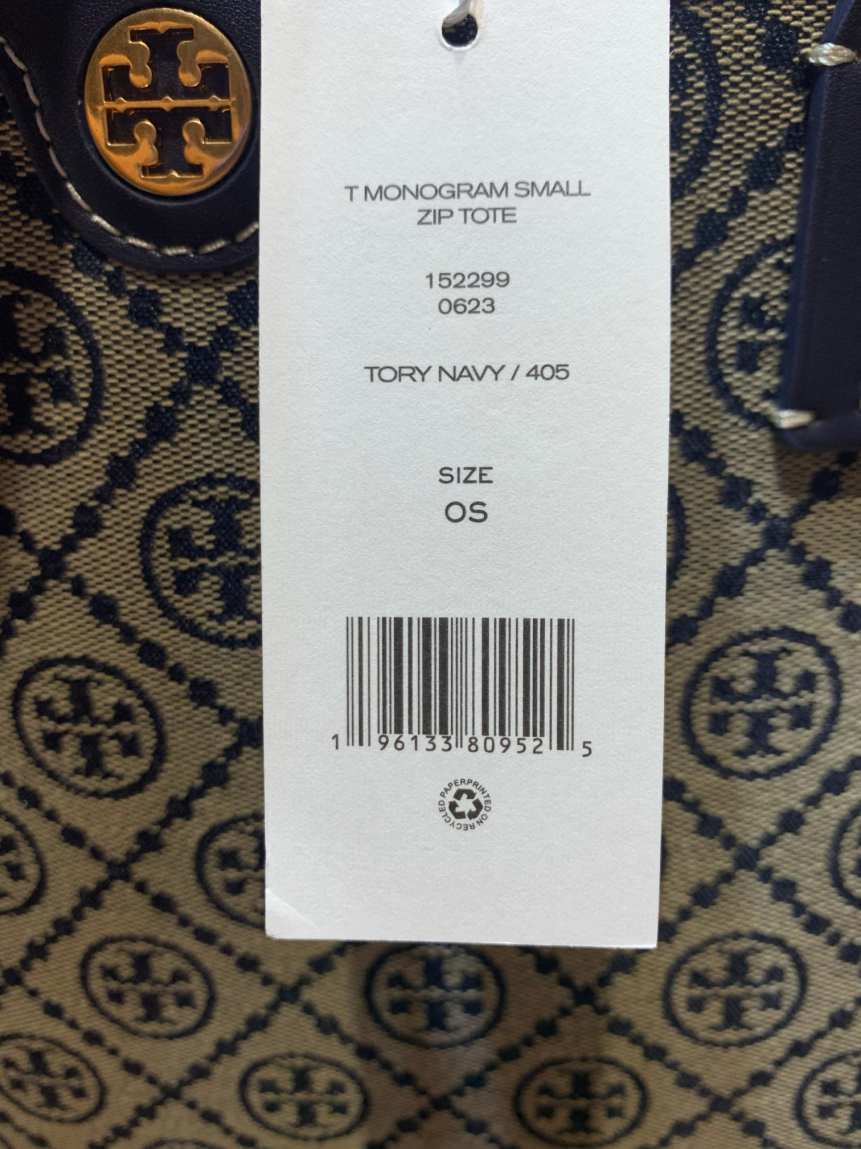 T MONOGRAM SMALL
ZIP TOTE
152299
0623
TORY NAVY / 405
SIZE
OS
1 96133 80952 5
PRINTED ON RECYCLED PAPER